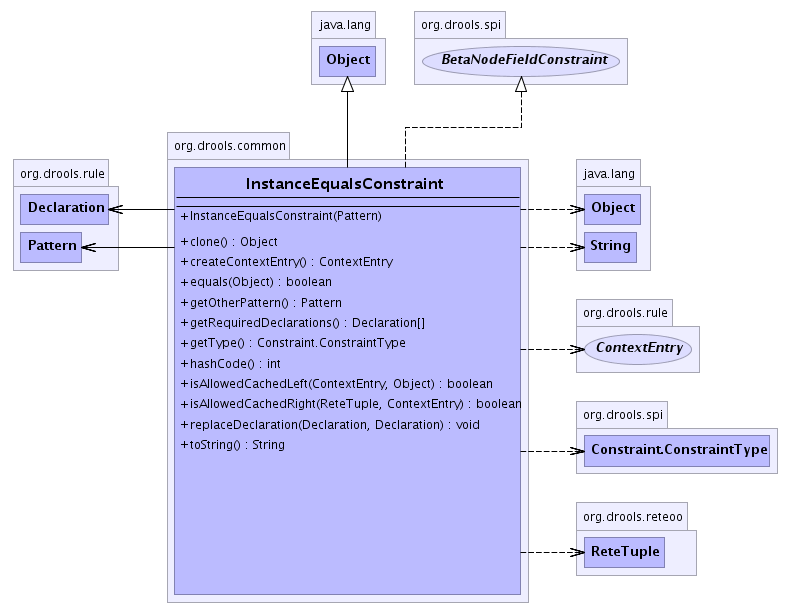 java.lang
Object
org.drools.spi
BetaNodeFieldConstraint
org.drools.common
InstanceEqualsConstraint
+InstanceEqualsConstraint(Pattern)
+clone() : Object
+createContextEntry() : ContextEntry
+equals(Object) : boolean
+getOtherPattern() : Pattern
+getRequiredDeclarations() : Declaration[]
+getType() : Constraint.ConstraintType
+hashCode() : int
+isAllowedCachedLeft(ContextEntry, Object) : boolean
+isAllowedCachedRight(ReteTuple, ContextEntry) : boolean
+replaceDeclaration(Declaration, Declaration) : void
+toString() : String
org.drools.rule
Declaration
Pattern
java.lang
Object
String
org.drools.rule
ContextEntry
org.drools.spi
Constraint.ConstraintType
org.drools.reteoo
ReteTuple